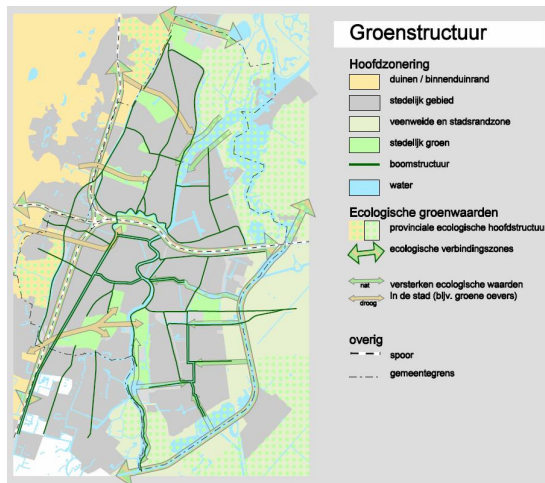 Groenstructuur
Hoofdzonering
duinen / binnenduinrand
stedelijk gebied
veenweide en stadsrandzone
stedelijk groen
boomstructuur
water
Ecologische groenwaarden
provinciale ecologische hoofdstructuu
ecologische verbindingszones
nat
versterken ecologische waarden
In de stad (bijv. groene oevers)
droog
overig
spoor
gemeentegrens